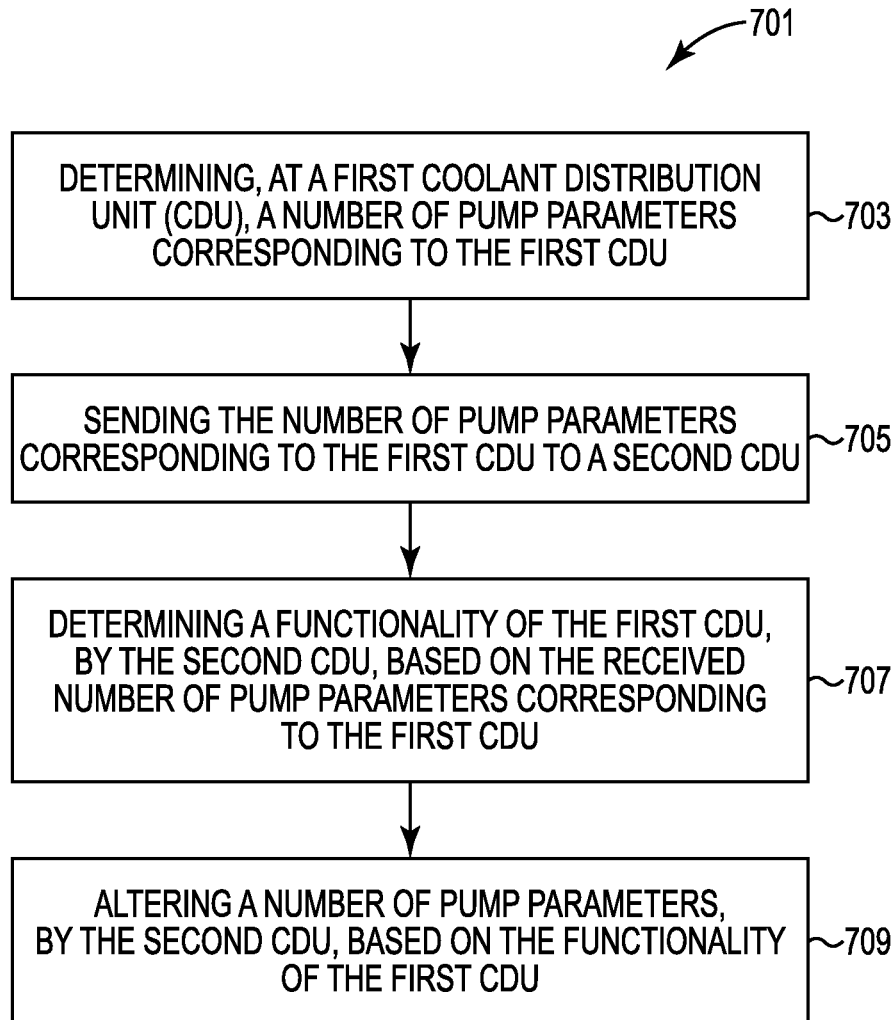 701
DETERMINING, AT A FIRST COOLANT DISTRIBUTION
UNIT (CDU), A NUMBER OF PUMP PARAMETERS
CORRESPONDING TO THE FIRST CDU
703
SENDING THE NUMBER OF PUMP PARAMETERS
CORRESPONDING TO THE FIRST CDU TO A SECOND CDU
705
DETERMINING A FUNCTIONALITY OF THE FIRST CDU,
BY THE SECOND CDU, BASED ON THE RECEIVED
NUMBER OF PUMP PARAMETERS CORRESPONDING
TO THE FIRST CDU
707
ALTERING A NUMBER OF PUMP PARAMETERS,
BY THE SECOND CDU, BASED ON THE FUNCTIONALITY
OF THE FIRST CDU
709